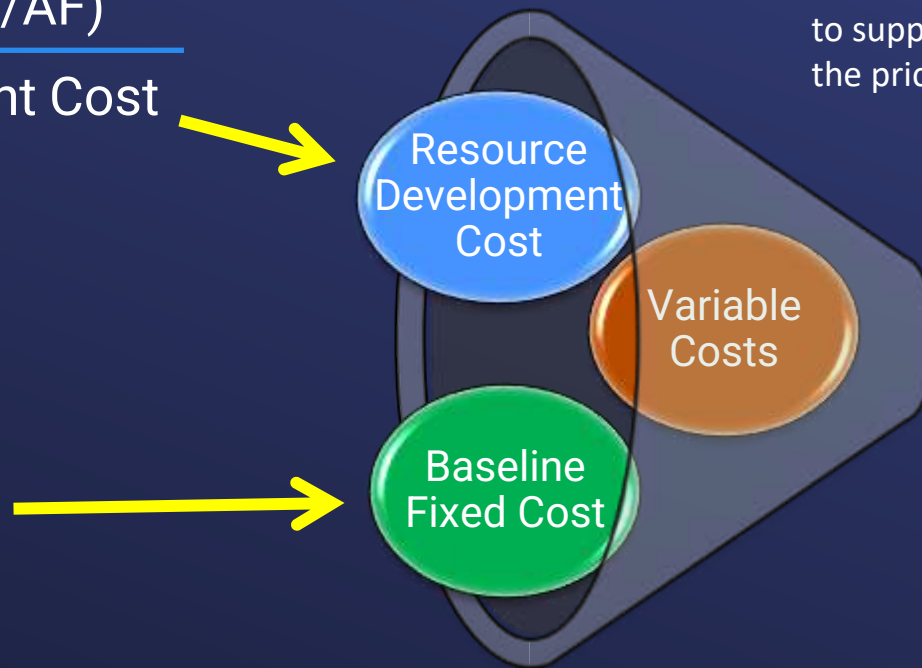 /AF)
nt Cost
to supp
the pric
Resource
Development
Cost
Variable
Costs
Baseline
Fixed Cost